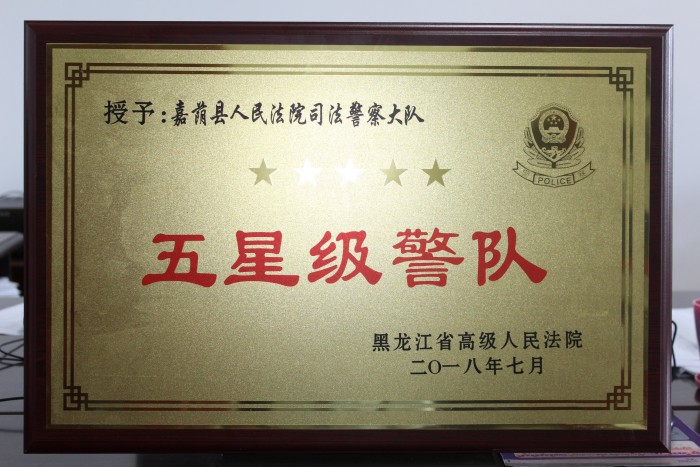 授予:嘉荫县人民法院司法警察大队
POLICE
五星级警队
黑龙江省高级人民法院
二〇一八年七月